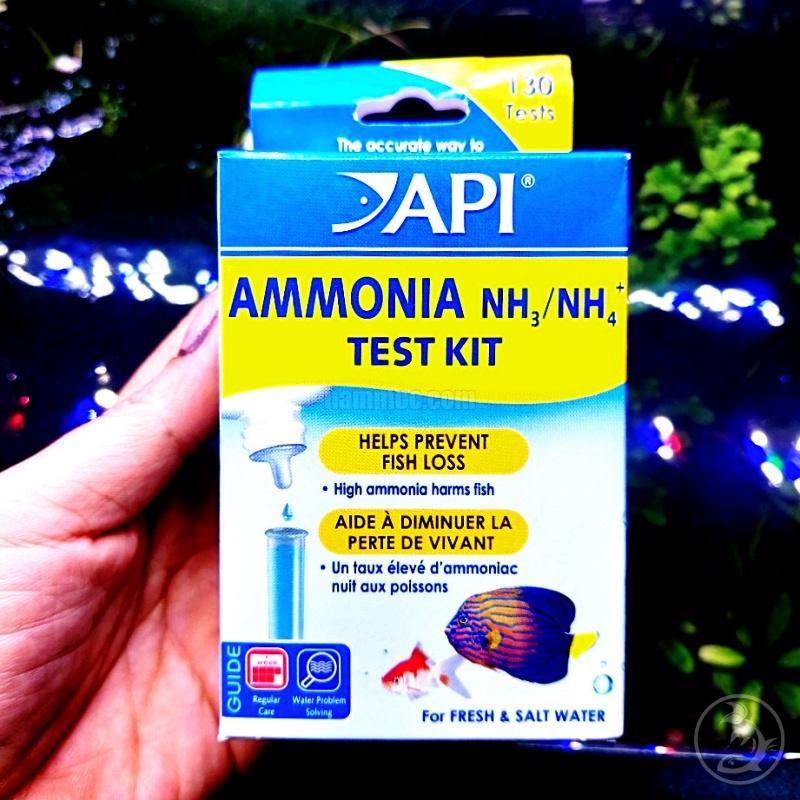 130
Tests
The accurate way to
API®
AMMONIA NH₃/NH₄⁺
TEST KIT
iammoc.com
HELPS PREVENT
FISH LOSS
• High ammonia harms fish
AIDE À DIMINUER LA
PERTE DE VIVANT
• Un taux élevé d'ammoniac
nuit aux poissons
GUIDE
Regular
Care
Water Problem
Solving
For FRESH & SALT WATER